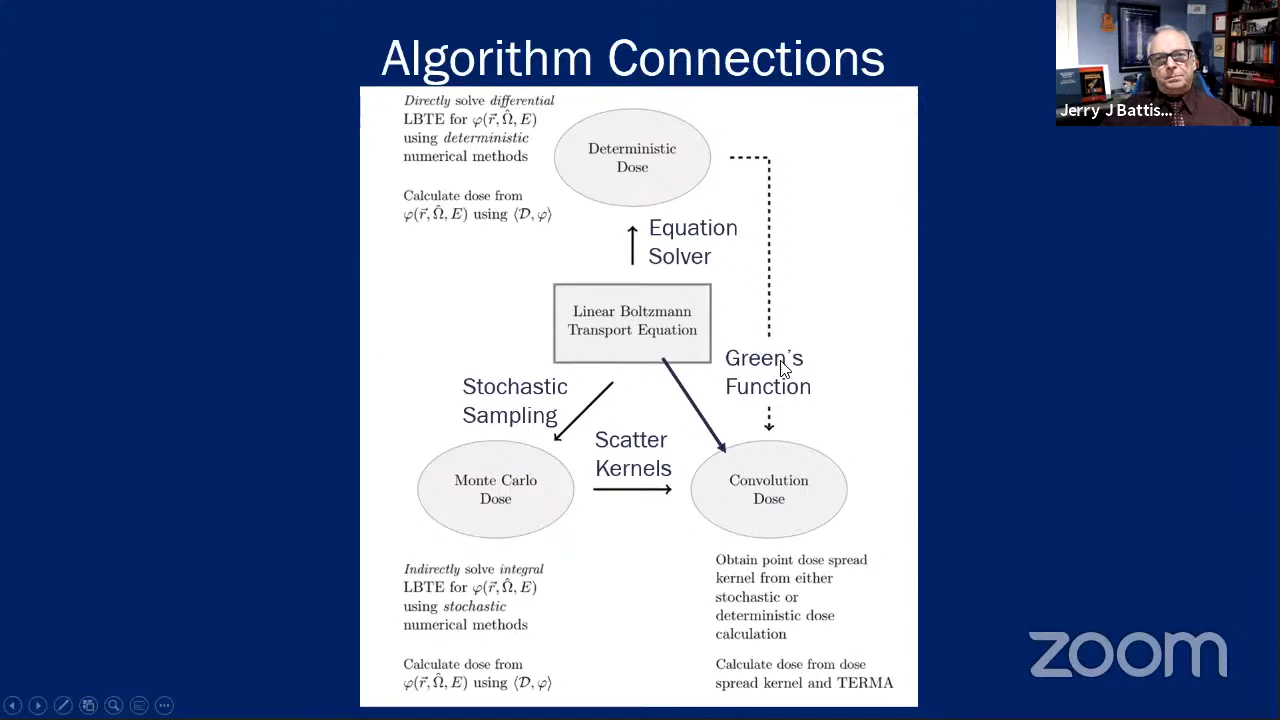 Algorithm Connections
Jerry J Battis...
Directly solve differential
LBTE for φ(r⃗, Ω̂, E)
using deterministic
numerical methods
Calculate dose from
φ(r⃗, Ω̂, E) using ⟨𝒟, φ⟩
Deterministic
Dose
Equation
Solver
Linear Boltzmann
Transport Equation
Green's
Function
Stochastic
Sampling
Scatter
Kernels
Monte Carlo
Dose
Convolution
Dose
Indirectly solve integral
LBTE for φ(r⃗, Ω̂, E)
using stochastic
numerical methods
Calculate dose from
φ(r⃗, Ω̂, E) using ⟨𝒟, φ⟩
Obtain point dose spread
kernel from either
stochastic or
deterministic dose
calculation
Calculate dose from dose
spread kernel and TERMA
zoom